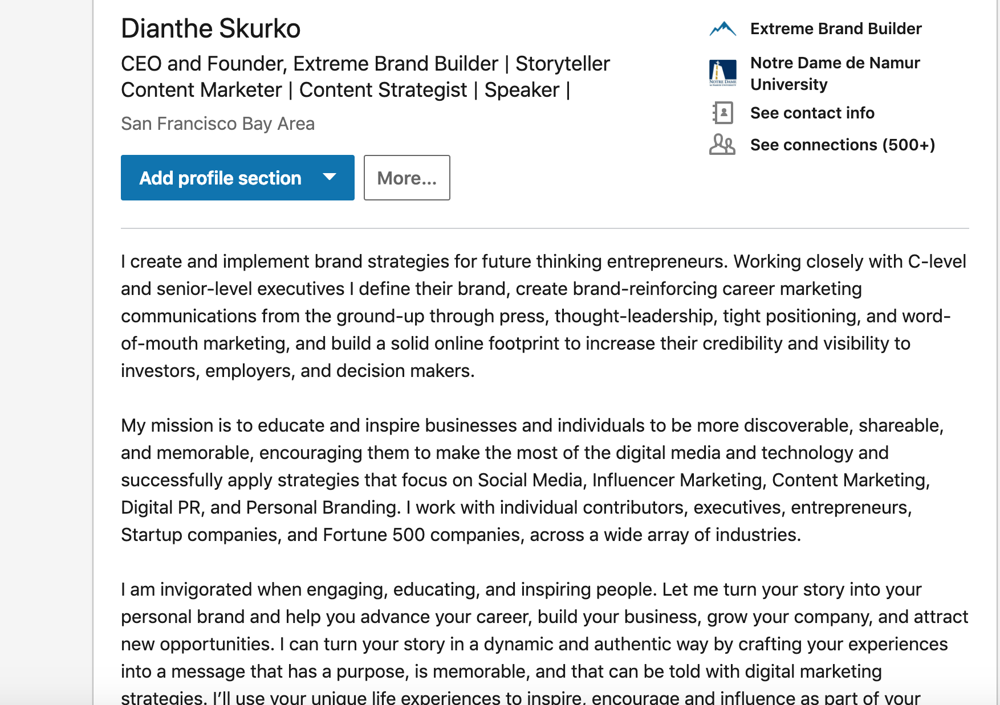 Dianthe Skurko
CEO and Founder, Extreme Brand Builder | Storyteller
Content Marketer | Content Strategist | Speaker |
San Francisco Bay Area
Add profile section
More...
Extreme Brand Builder
NOTRE DAME
Notre Dame de Namur
University
See contact info
See connections (500+)
I create and implement brand strategies for future thinking entrepreneurs. Working closely with C-level
and senior-level executives I define their brand, create brand-reinforcing career marketing
communications from the ground-up through press, thought-leadership, tight positioning, and word-
of-mouth marketing, and build a solid online footprint to increase their credibility and visibility to
investors, employers, and decision makers.
My mission is to educate and inspire businesses and individuals to be more discoverable, shareable,
and memorable, encouraging them to make the most of the digital media and technology and
successfully apply strategies that focus on Social Media, Influencer Marketing, Content Marketing,
Digital PR, and Personal Branding. I work with individual contributors, executives, entrepreneurs,
Startup companies, and Fortune 500 companies, across a wide array of industries.
I am invigorated when engaging, educating, and inspiring people. Let me turn your story into your
personal brand and help you advance your career, build your business, grow your company, and attract
new opportunities. I can turn your story in a dynamic and authentic way by crafting your experiences
into a message that has a purpose, is memorable, and that can be told with digital marketing
strategies. I’ll use your unique life experiences to inspire, encourage and influence as part of your